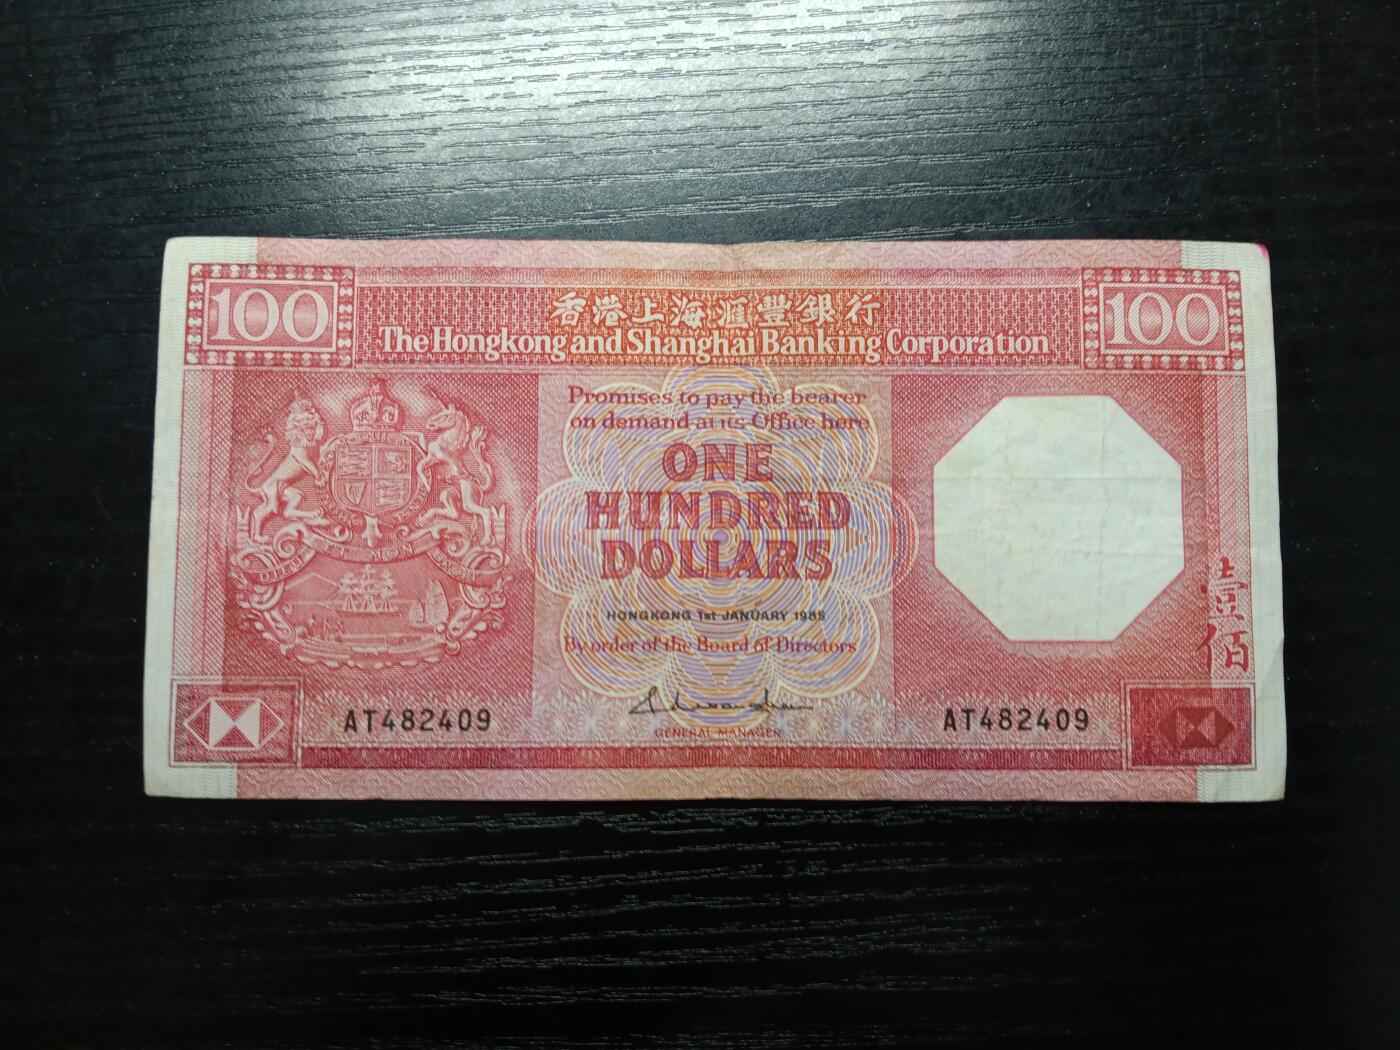 100
100
香港上海滙豐銀行
The Hongkong and Shanghai Banking Corporation
Promises to pay the bearer
on demand at its Office here
ONE
HUNDRED
DOLLARS
HONGKONG 1st JANUARY 1985
By order of the Board of Directors
GENERAL MANAGER
AT482409
AT482409
壹佰